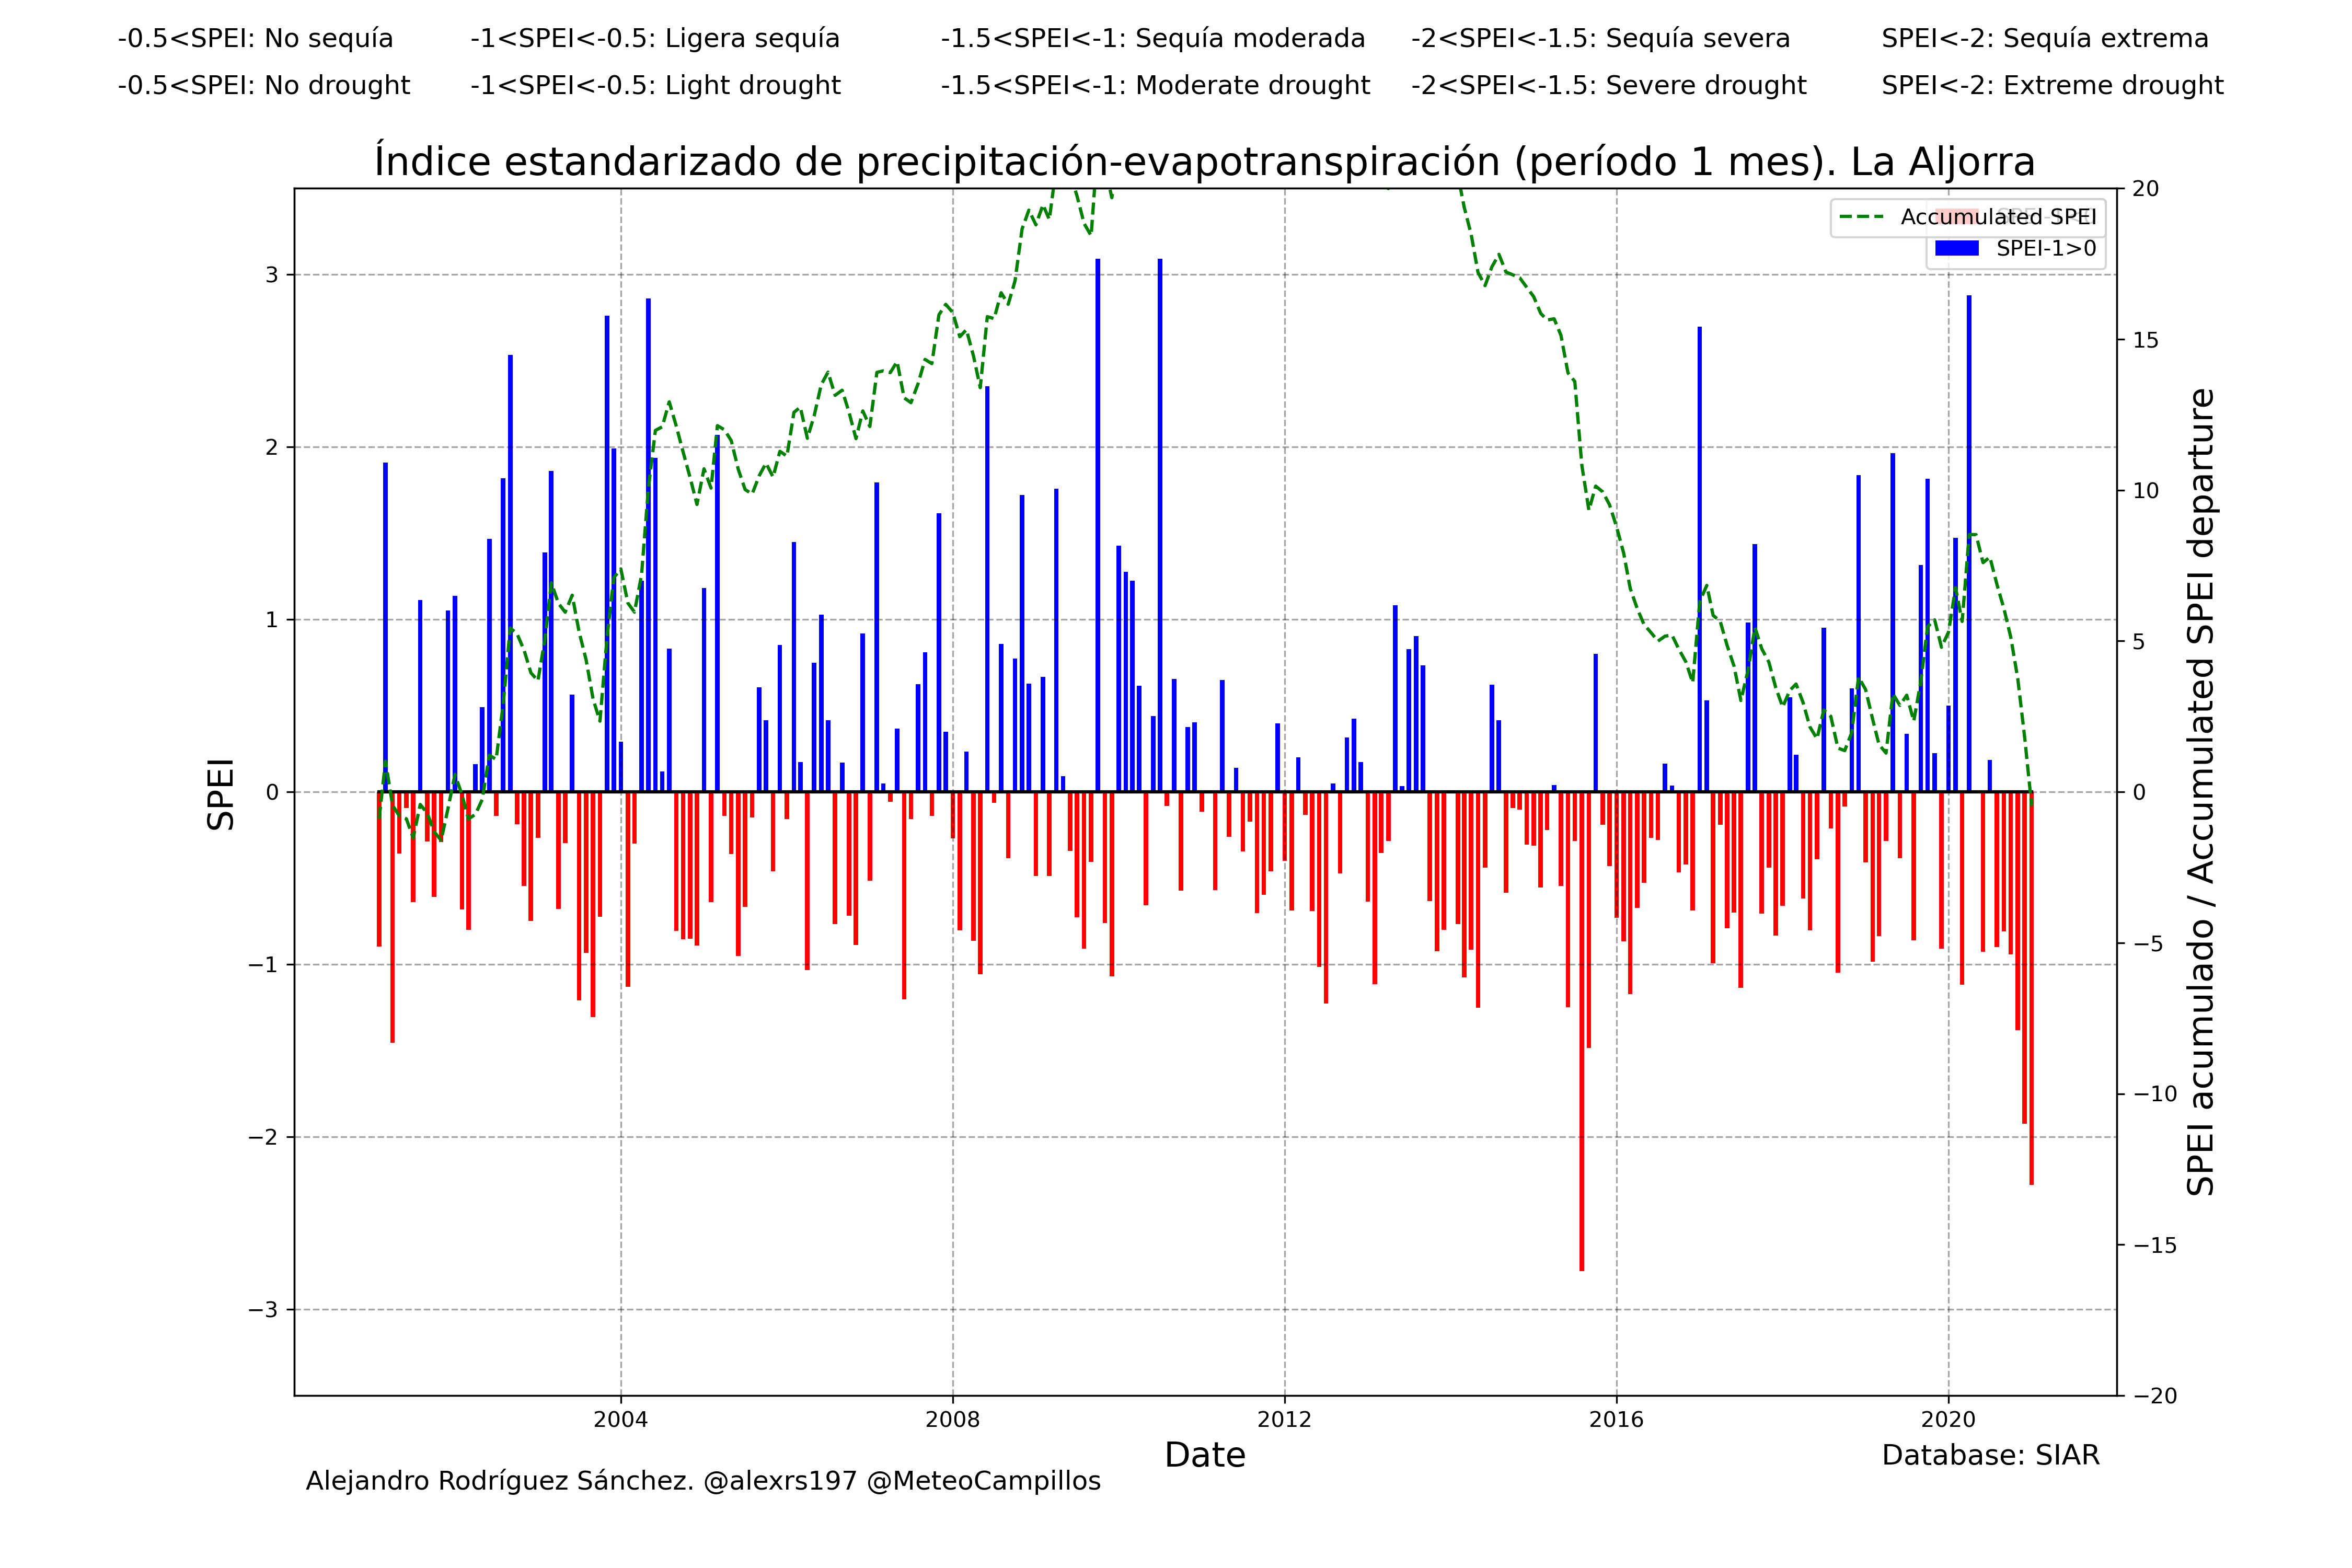 -0.5<SPEI: No sequía -1<SPEI<-0.5: Ligera sequía -1.5<SPEI<-1: Sequía moderada -2<SPEI<-1.5: Sequía severa SPEI<-2: Sequía extrema
-0.5<SPEI: No drought -1<SPEI<-0.5: Light drought -1.5<SPEI<-1: Moderate drought -2<SPEI<-1.5: Severe drought SPEI<-2: Extreme drought
Índice estandarizado de precipitación-evapotranspiración (período 1 mes). La Aljorra
Accumulated SPEI
SPEI-1>0
SPEI
3
2
1
0
−1
−2
−3
20
15
10
5
0
−5
−10
−15
−20
SPEI acumulado / Accumulated SPEI departure
2004 2008 2012 2016 2020
Date
Database: SIAR
Alejandro Rodríguez Sánchez. @alexrs197 @MeteoCampillos